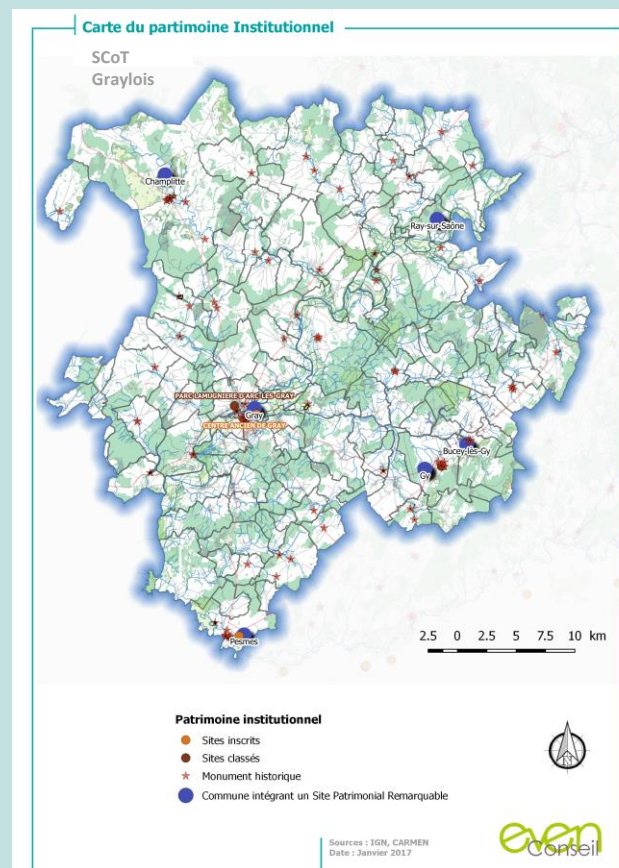 Carte du partimoine Institutionnel
SCoT
Graylois
Champlitte
Ray-sur-Saône
PARC LAMUGNIERE D'ARC-LES-GRAY
Gray
CENTRE ANCIEN DE GRAY
Bucey-lès-Gy
Gy
Pesmes
2.5 0 2.5 5 7.5 10 km
Patrimoine institutionnel
Sites inscrits
Sites classés
Monument historique
Commune intégrant un Site Patrimonial Remarquable
N
Sources : IGN, CARMEN
Date : Janvier 2017
even
Conseil